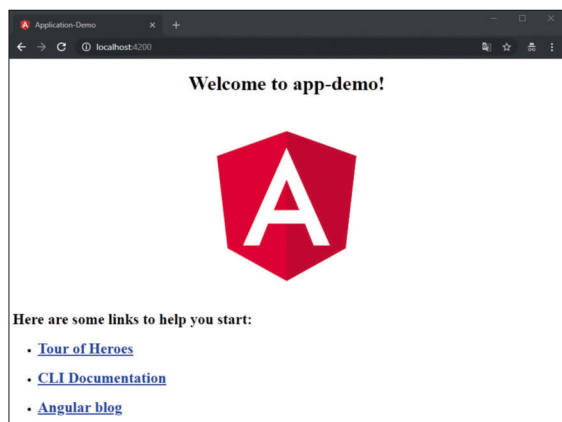 Application-Demo
localhost:4200
Welcome to app-demo!
A
Here are some links to help you start:
Tour of Heroes
CLI Documentation
Angular blog